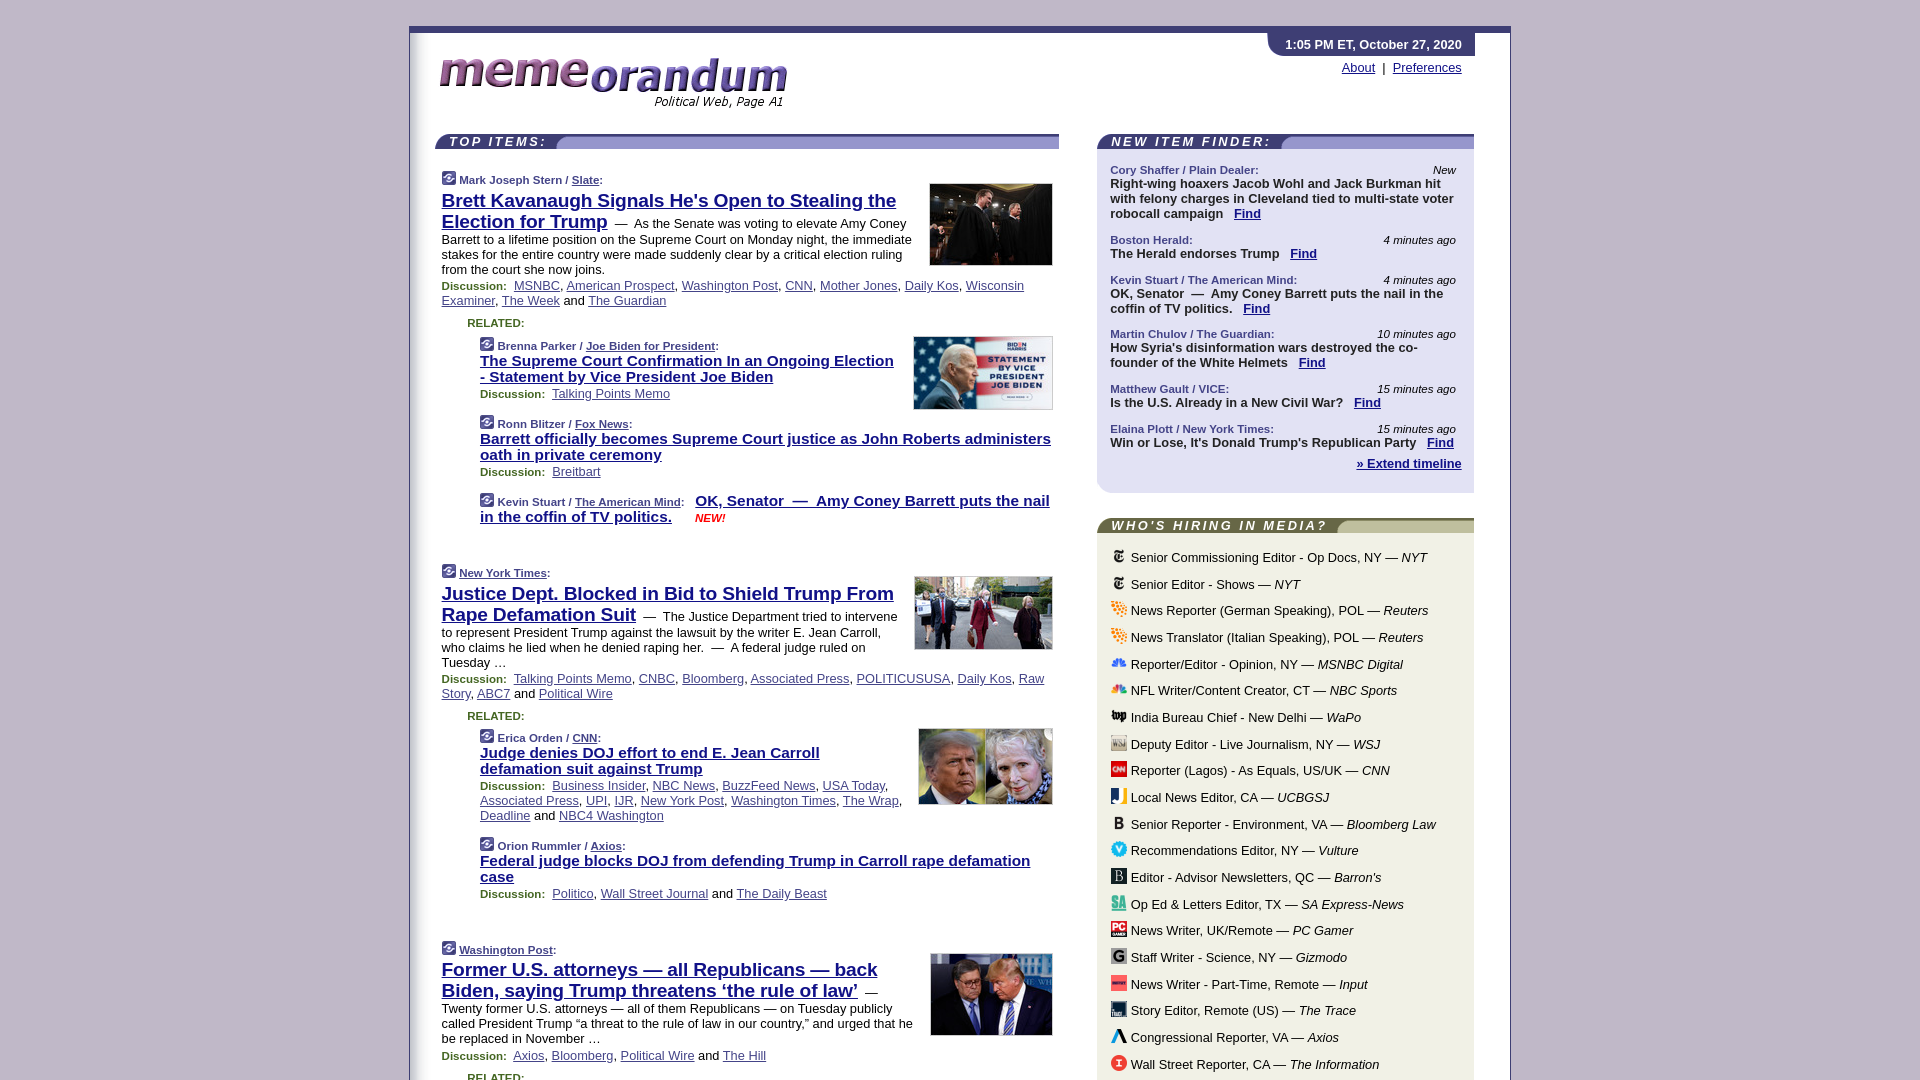 1:05 PM ET, October 27, 2020
memeorandum
Political Web, Page A1
About | Preferences
TOP ITEMS:
Mark Joseph Stern / Slate:
Brett Kavanaugh Signals He's Open to Stealing the
Election for Trump — As the Senate was voting to elevate Amy Coney
Barrett to a lifetime position on the Supreme Court on Monday night, the immediate
stakes for the entire country were made suddenly clear by a critical election ruling
from the court she now joins.
Discussion: MSNBC, American Prospect, Washington Post, CNN, Mother Jones, Daily Kos, Wisconsin
Examiner, The Week and The Guardian
RELATED:
Brenna Parker / Joe Biden for President:
The Supreme Court Confirmation In an Ongoing Election
- Statement by Vice President Joe Biden
Discussion: Talking Points Memo
BIDEN
HARRIS
STATEMENT
BY VICE
PRESIDENT
JOE BIDEN
Ronn Blitzer / Fox News:
Barrett officially becomes Supreme Court justice as John Roberts administers
oath in private ceremony
Discussion: Breitbart
Kevin Stuart / The American Mind: OK, Senator — Amy Coney Barrett puts the nail
in the coffin of TV politics. NEW!
New York Times:
Justice Dept. Blocked in Bid to Shield Trump From
Rape Defamation Suit — The Justice Department tried to intervene
to represent President Trump against the lawsuit by the writer E. Jean Carroll,
who claims he lied when he denied raping her. — A federal judge ruled on
Tuesday …
Discussion: Talking Points Memo, CNBC, Bloomberg, Associated Press, POLITICUSUSA, Daily Kos, Raw
Story, ABC7 and Political Wire
RELATED:
Erica Orden / CNN:
Judge denies DOJ effort to end E. Jean Carroll
defamation suit against Trump
Discussion: Business Insider, NBC News, BuzzFeed News, USA Today,
Associated Press, UPI, IJR, New York Post, Washington Times, The Wrap,
Deadline and NBC4 Washington
Orion Rummler / Axios:
Federal judge blocks DOJ from defending Trump in Carroll rape defamation
case
Discussion: Politico, Wall Street Journal and The Daily Beast
Washington Post:
Former U.S. attorneys — all Republicans — back
Biden, saying Trump threatens ‘the rule of law’ —
Twenty former U.S. attorneys — all of them Republicans — on Tuesday publicly
called President Trump “a threat to the rule of law in our country,” and urged that he
be replaced in November …
Discussion: Axios, Bloomberg, Political Wire and The Hill
RELATED:
NEW ITEM FINDER:
Cory Shaffer / Plain Dealer: New
Right-wing hoaxers Jacob Wohl and Jack Burkman hit
with felony charges in Cleveland tied to multi-state voter
robocall campaign Find
Boston Herald: 4 minutes ago
The Herald endorses Trump Find
Kevin Stuart / The American Mind: 4 minutes ago
OK, Senator — Amy Coney Barrett puts the nail in the
coffin of TV politics. Find
Martin Chulov / The Guardian: 10 minutes ago
How Syria's disinformation wars destroyed the co-
founder of the White Helmets Find
Matthew Gault / VICE: 15 minutes ago
Is the U.S. Already in a New Civil War? Find
Elaina Plott / New York Times: 15 minutes ago
Win or Lose, It's Donald Trump's Republican Party Find
» Extend timeline
WHO'S HIRING IN MEDIA?
Senior Commissioning Editor - Op Docs, NY — NYT
Senior Editor - Shows — NYT
News Reporter (German Speaking), POL — Reuters
News Translator (Italian Speaking), POL — Reuters
Reporter/Editor - Opinion, NY — MSNBC Digital
NFL Writer/Content Creator, CT — NBC Sports
India Bureau Chief - New Delhi — WaPo
Deputy Editor - Live Journalism, NY — WSJ
Reporter (Lagos) - As Equals, US/UK — CNN
Local News Editor, CA — UCBGSJ
Senior Reporter - Environment, VA — Bloomberg Law
Recommendations Editor, NY — Vulture
Editor - Advisor Newsletters, QC — Barron's
Op Ed & Letters Editor, TX — SA Express-News
News Writer, UK/Remote — PC Gamer
Staff Writer - Science, NY — Gizmodo
News Writer - Part-Time, Remote — Input
Story Editor, Remote (US) — The Trace
Congressional Reporter, VA — Axios
Wall Street Reporter, CA — The Information